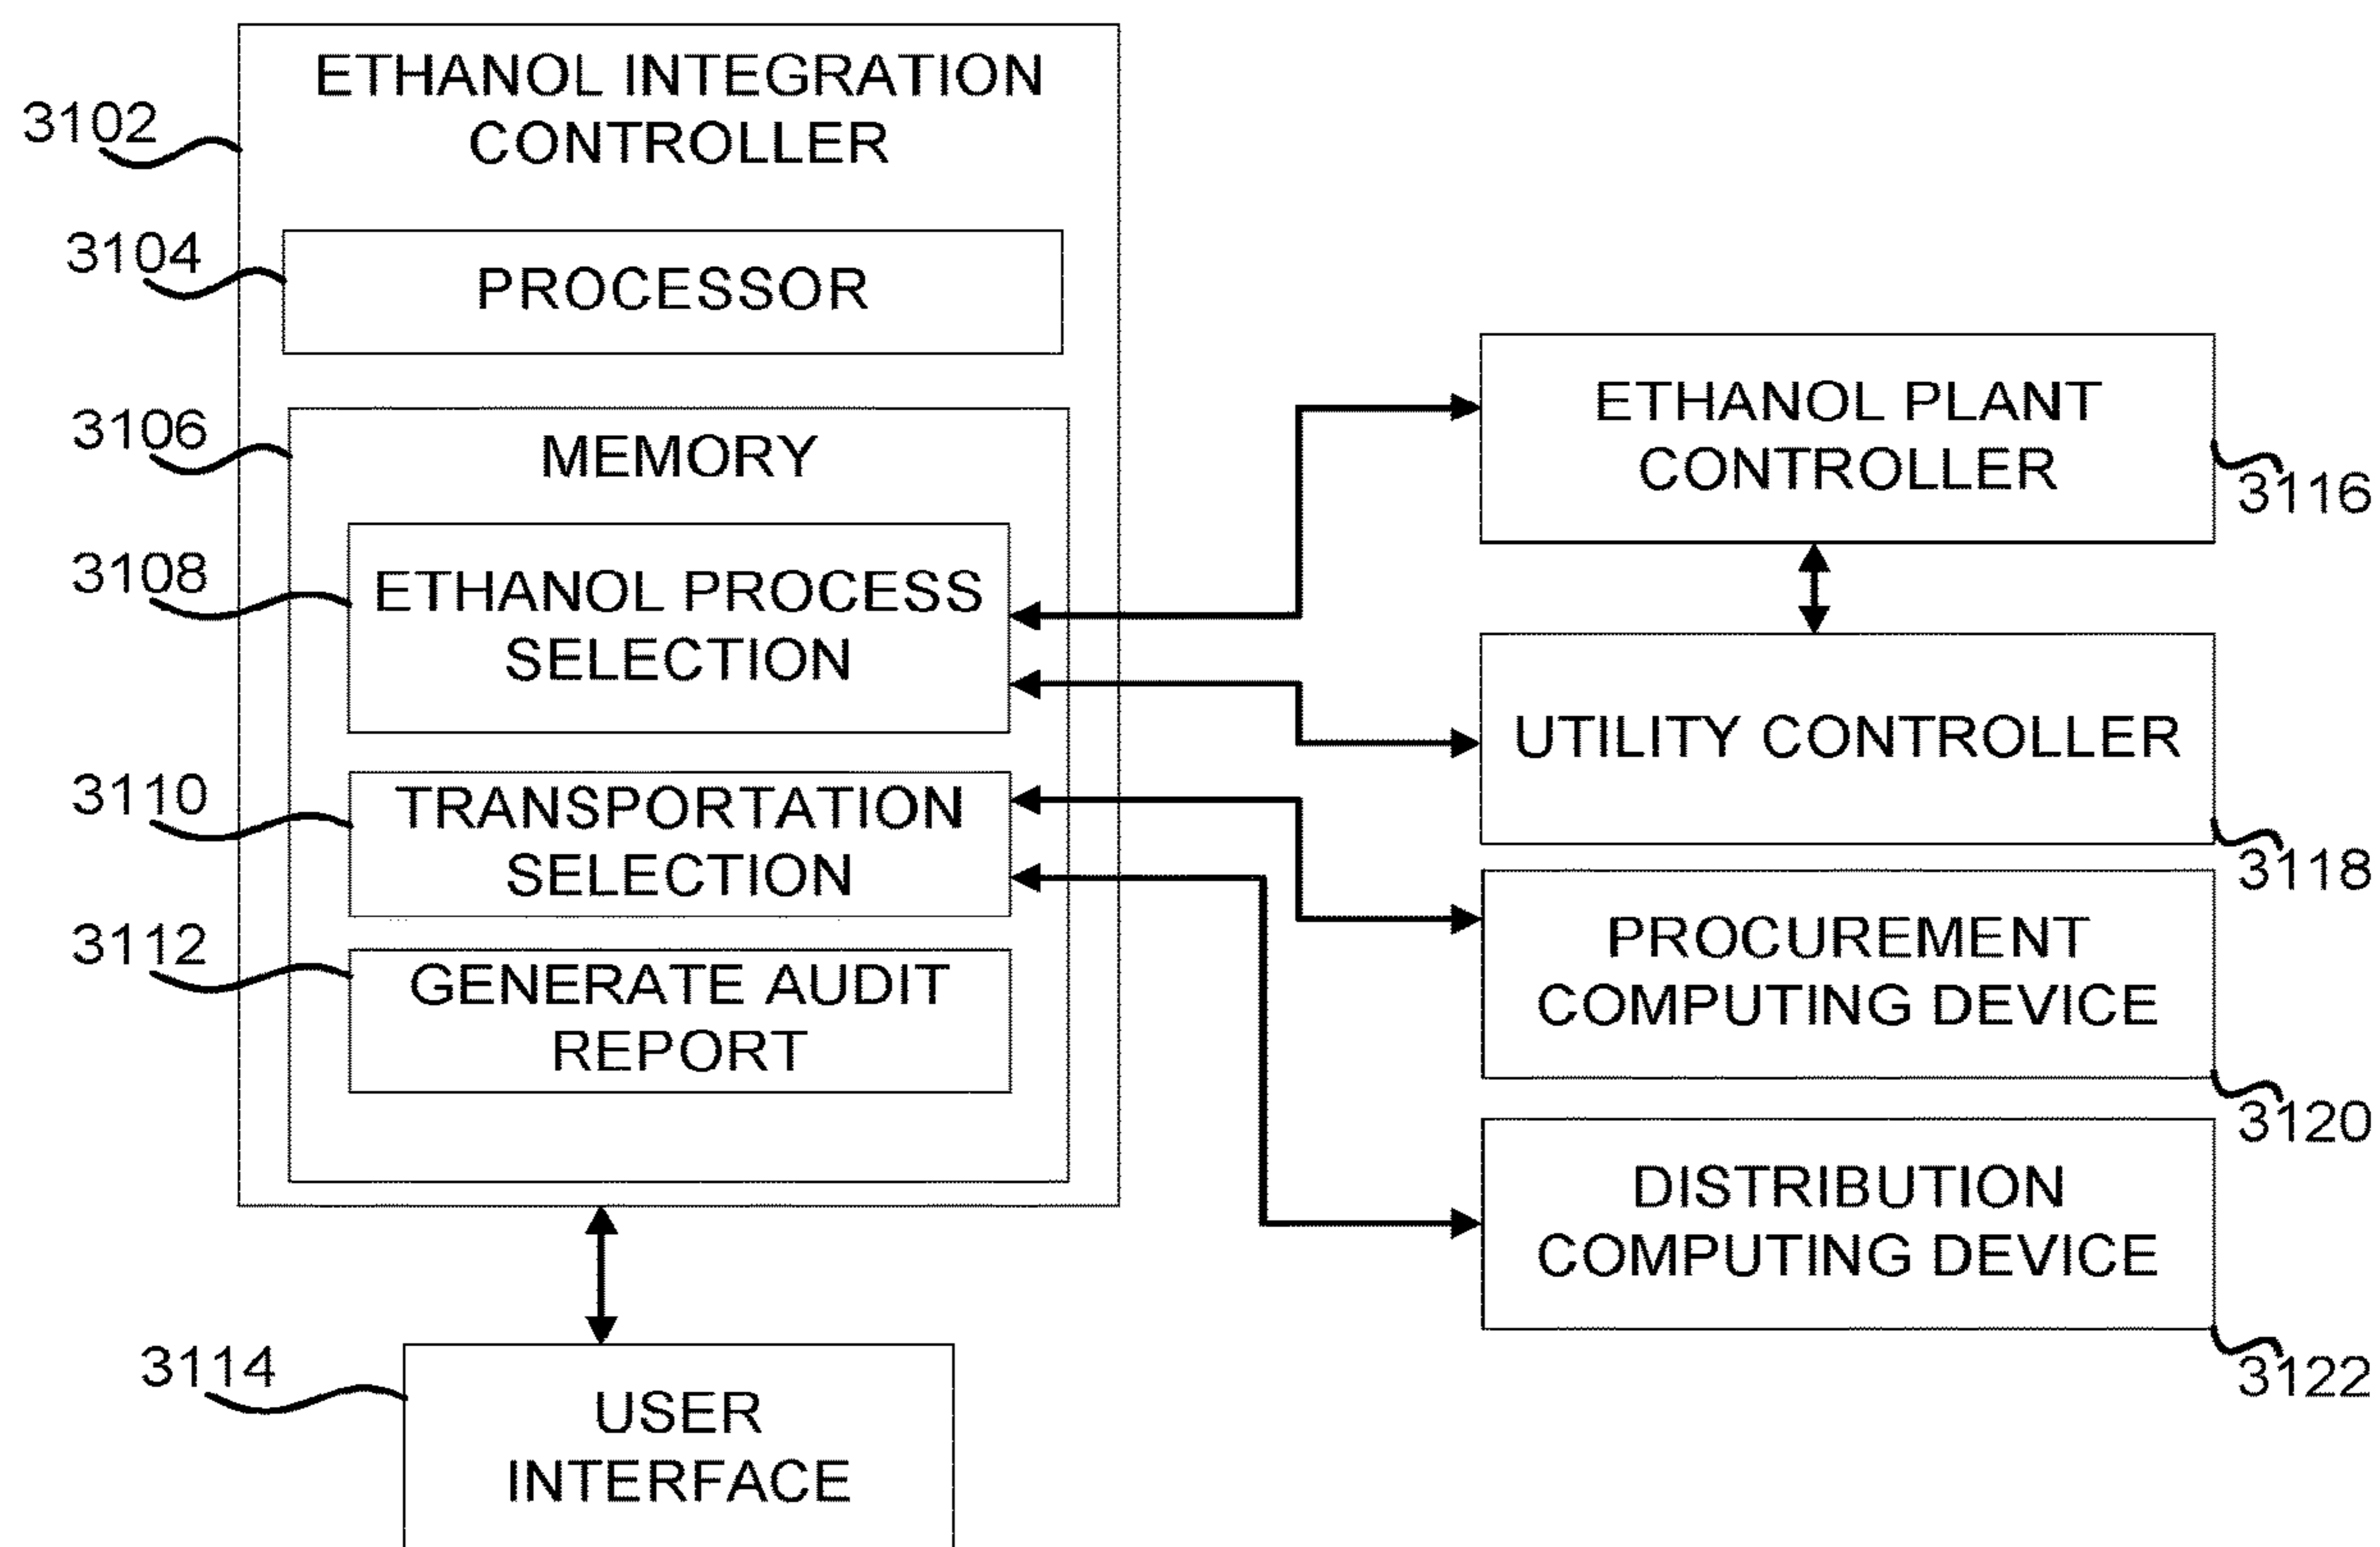 ETHANOL INTEGRATION
CONTROLLER
3102
3104
PROCESSOR
3106
MEMORY
3108
ETHANOL PROCESS
SELECTION
3110
TRANSPORTATION
SELECTION
3112
GENERATE AUDIT
REPORT
3114
USER
INTERFACE
ETHANOL PLANT
CONTROLLER
3116
UTILITY CONTROLLER
3118
PROCUREMENT
COMPUTING DEVICE
3120
DISTRIBUTION
COMPUTING DEVICE
3122